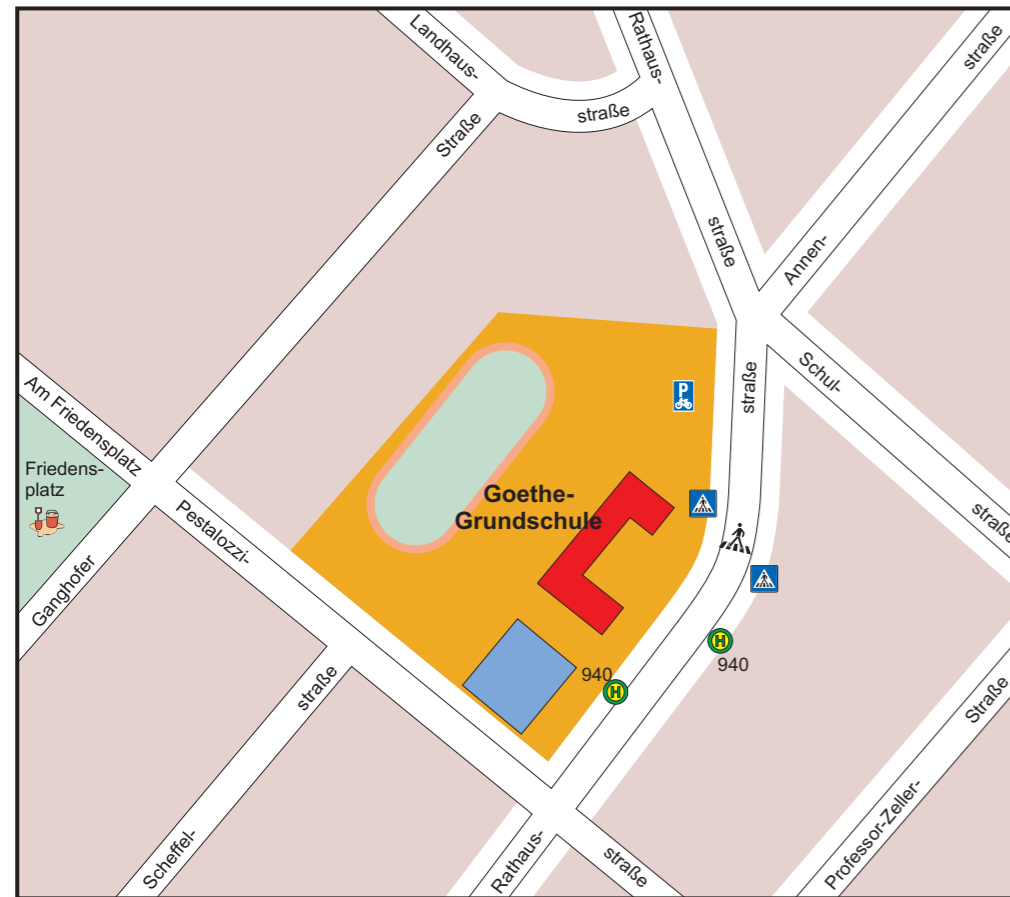 Landhaus-
straße
Rathaus-
straße
straße
Straße
straße
Annen-
Schul-
straße
straße
P
Am Friedensplatz
Friedens-
platz
Ganghofer
Pestalozzi-
Goethe-
Grundschule
940
H
H
940
straße
Scheffel-
Rathaus-
straße
Straße
Professor-Zeller-